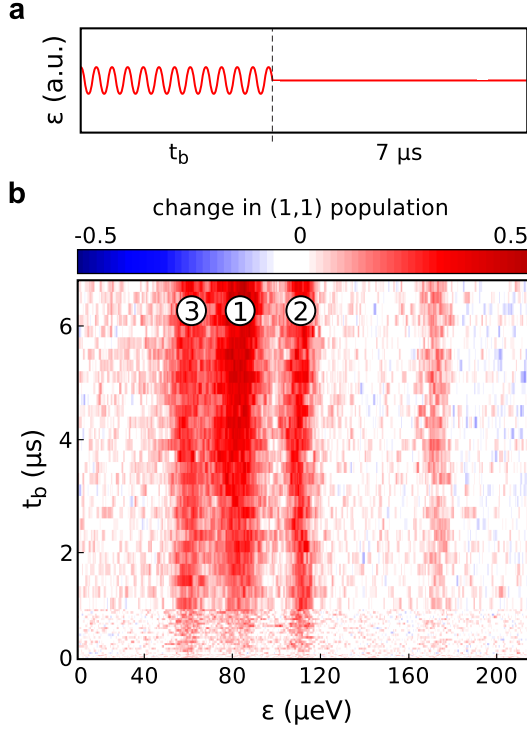 a
ε (a.u.)
t_b
7 μs
b
change in (1,1) population
-0.5 0 0.5
3 1 2
6
4
2
0
t_b (μs)
0 40 80 120 160 200
ε (μeV)